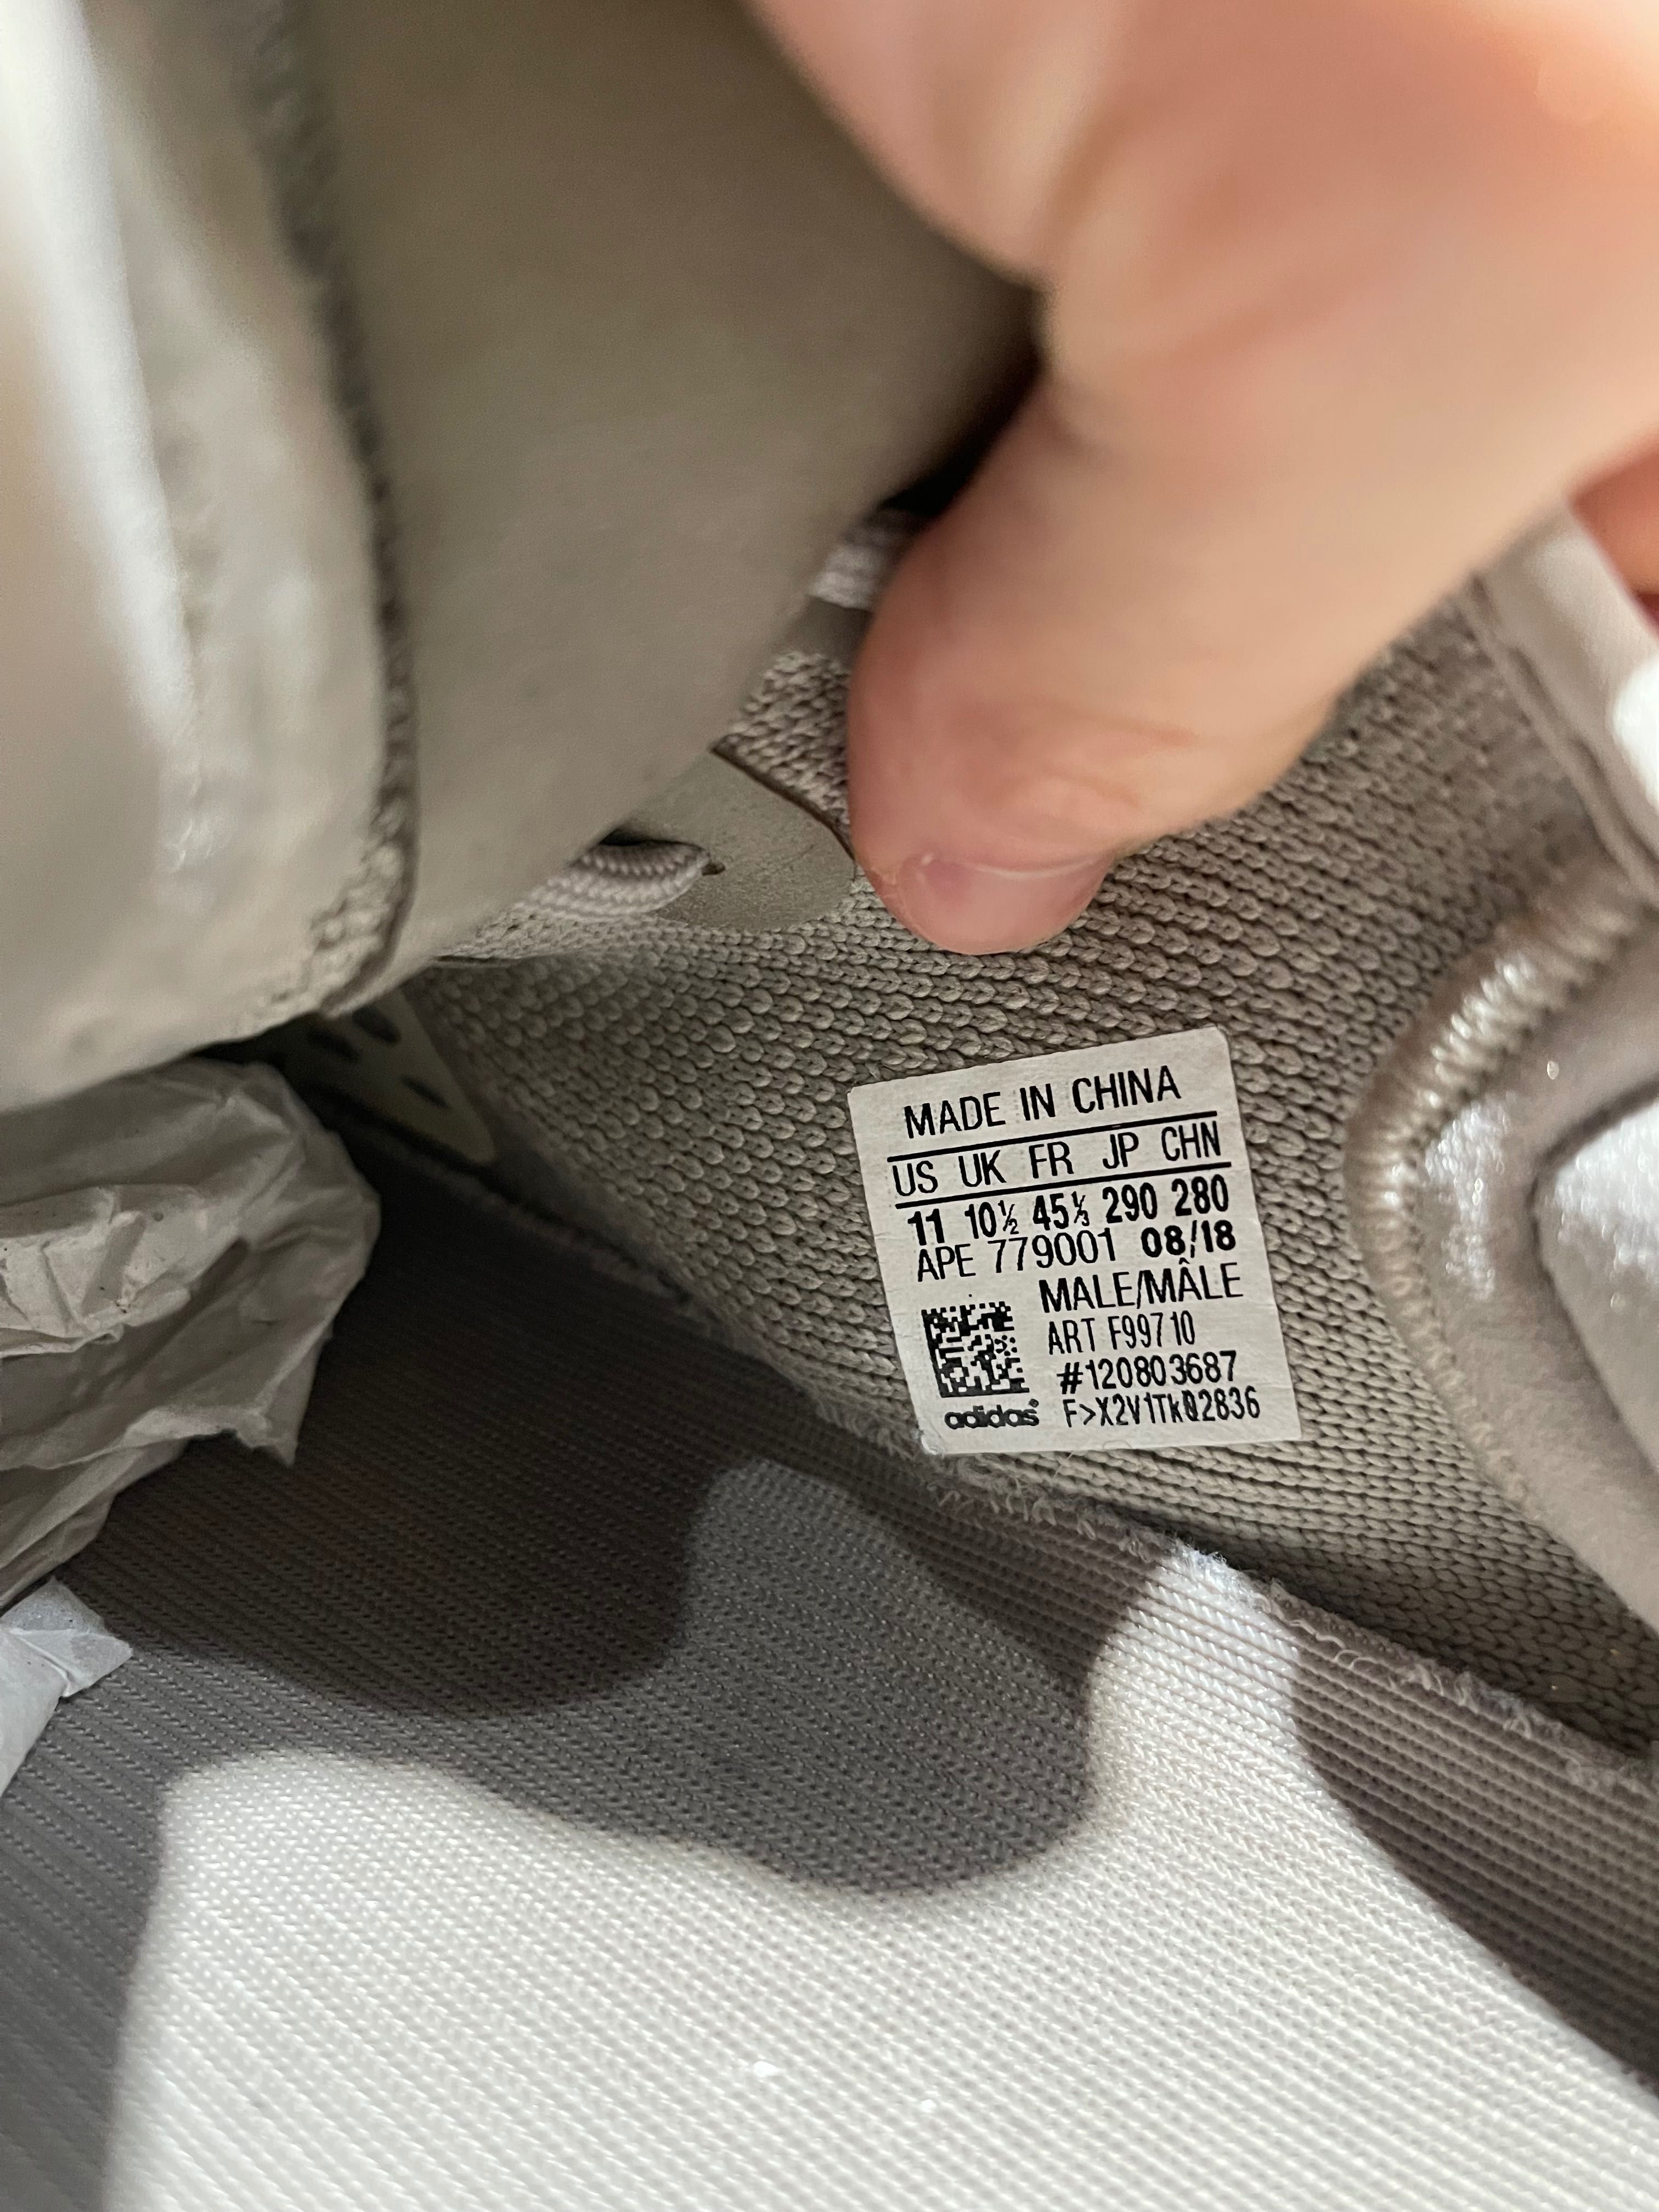 MADE IN CHINA
US UK FR JP CHN
11 10½ 45⅓ 290 280
APE 779001 08/18
MALE/MÂLE
ART F99710
#120803687
adidas F>X2V1TkQ2836